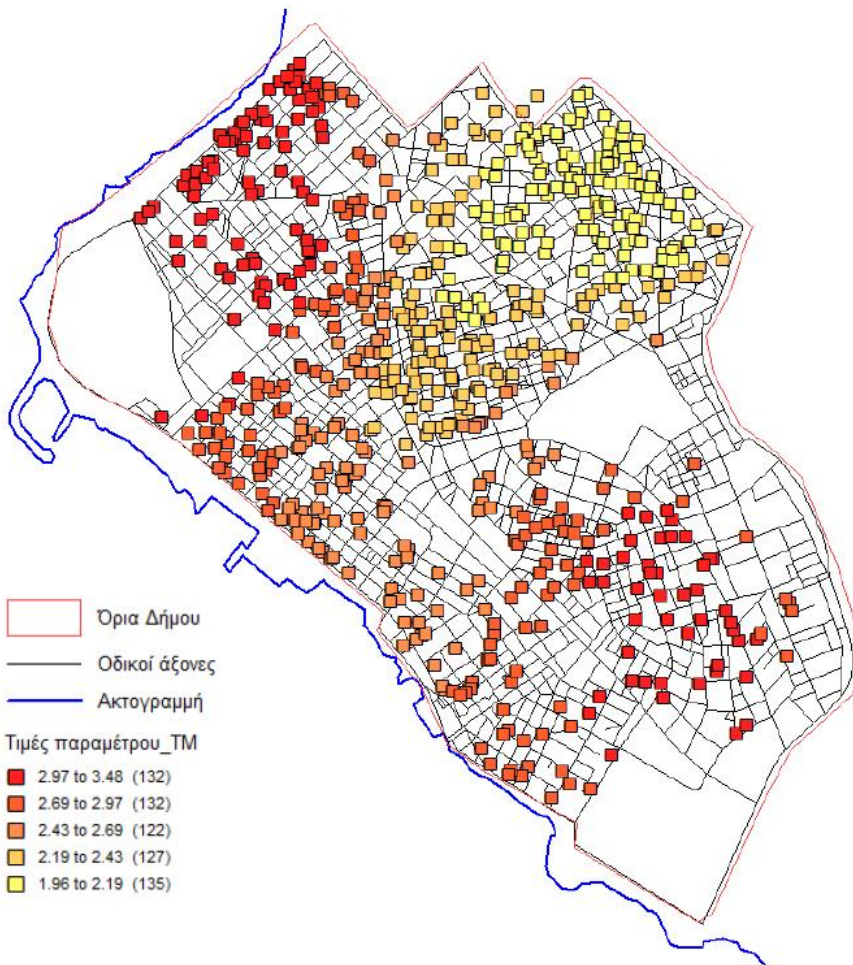 Όρια Δήμου
Οδικοί άξονες
Ακτογραμμή
Τιμές παραμέτρου_ΤΜ
2.97 to 3.48 (132)
2.69 to 2.97 (132)
2.43 to 2.69 (122)
2.19 to 2.43 (127)
1.96 to 2.19 (135)